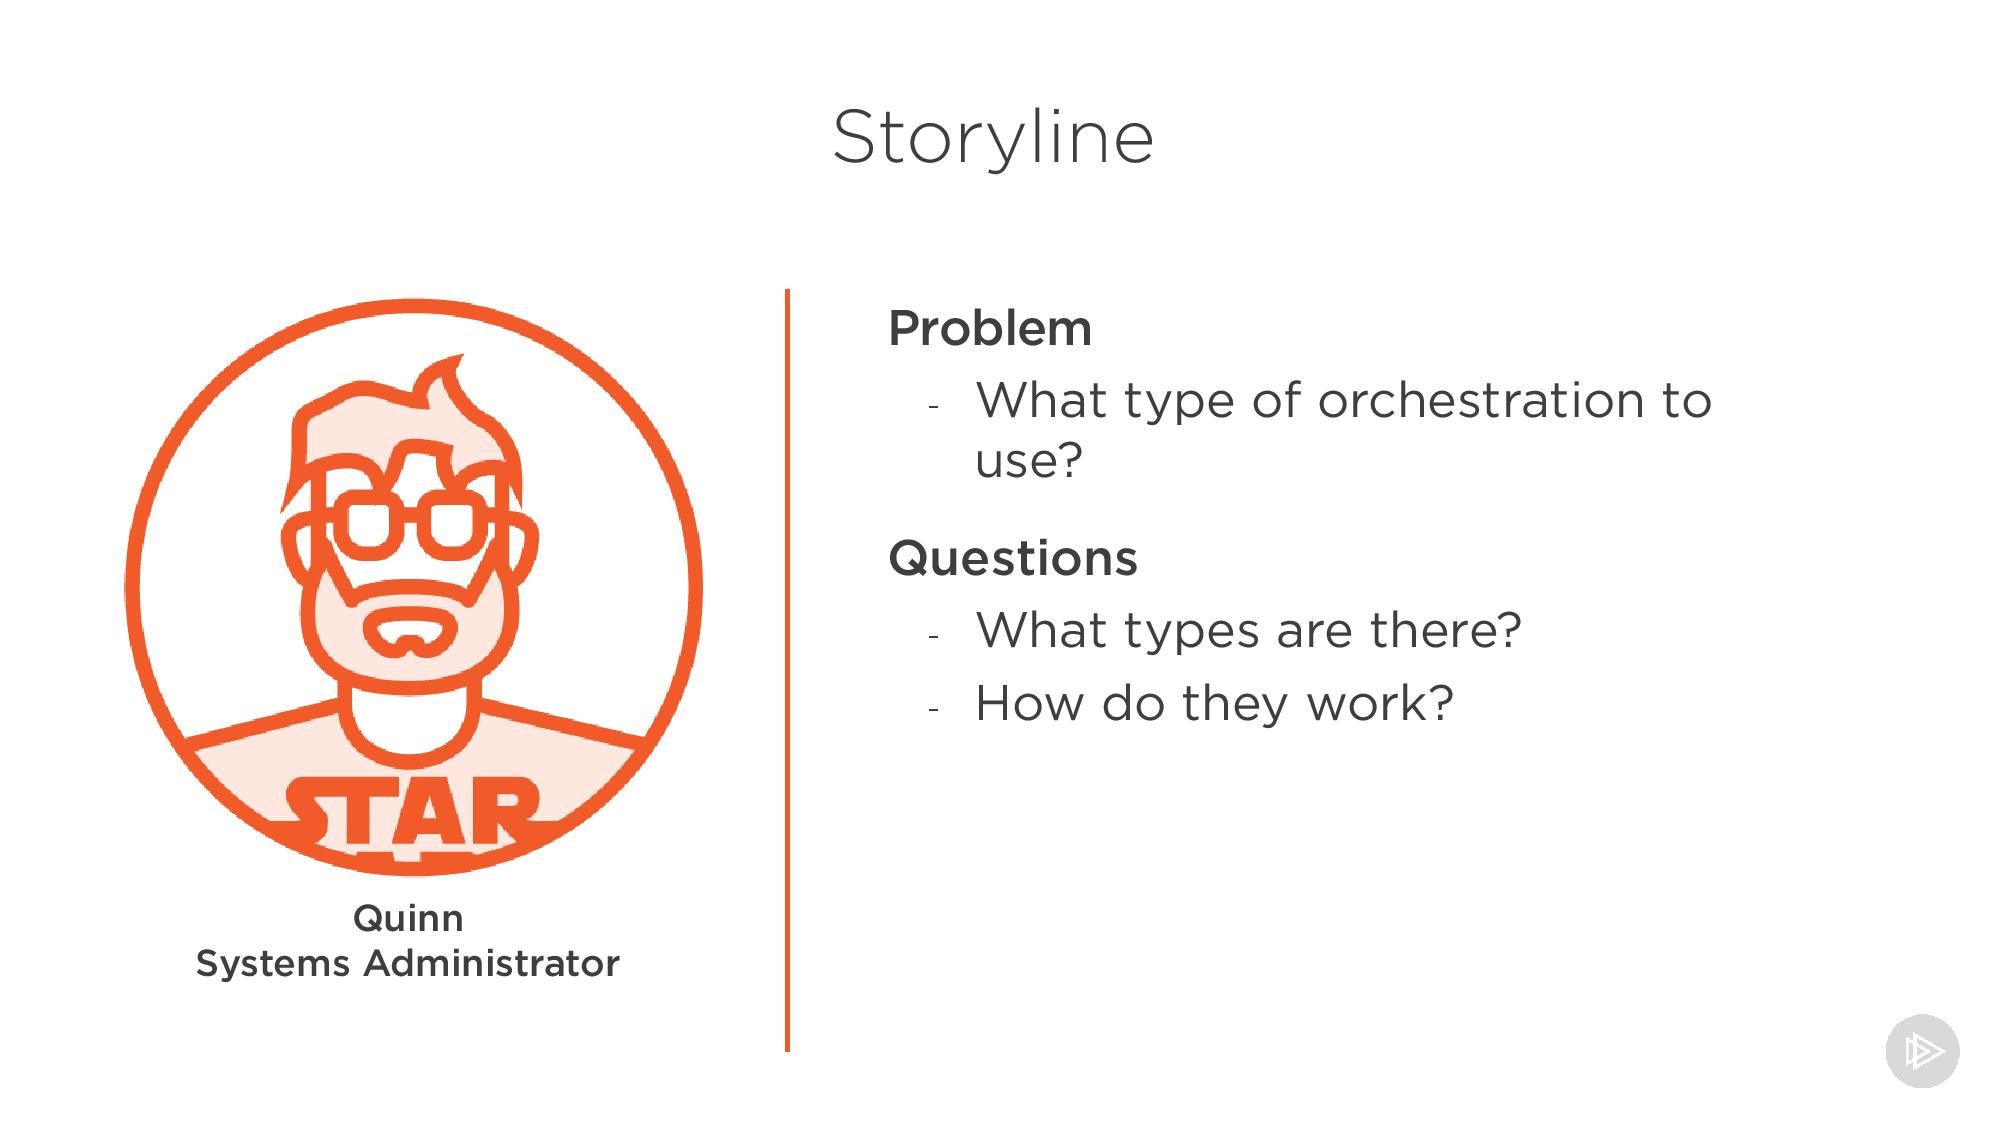 Storyline
Problem
- What type of orchestration to
use?
Questions
- What types are there?
- How do they work?
STAR
Quinn
Systems Administrator